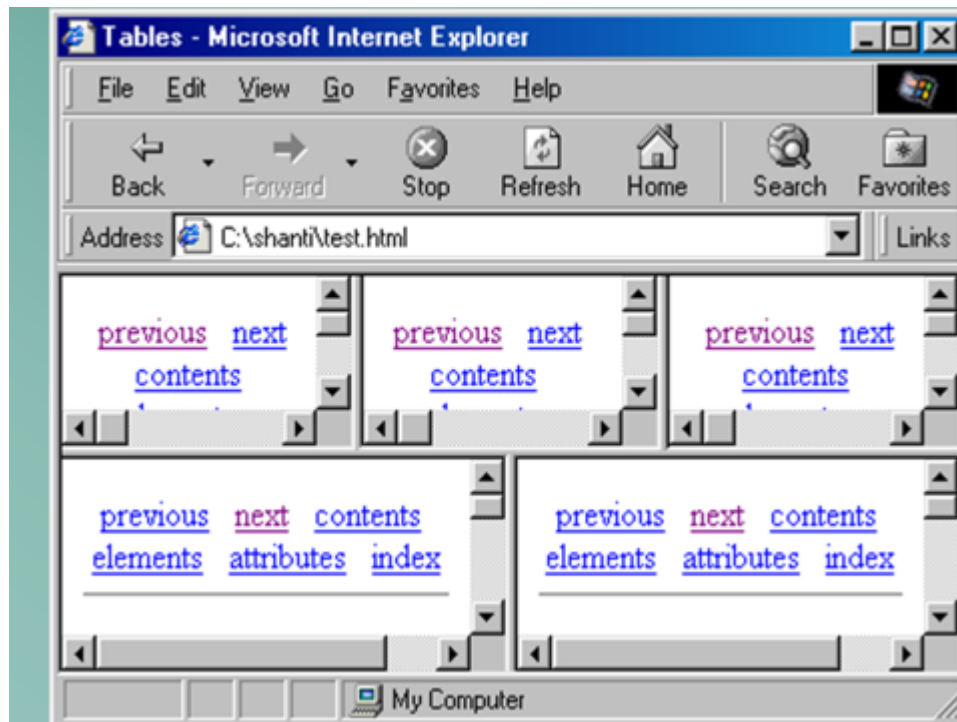 Tables - Microsoft Internet Explorer
File Edit View Go Favorites Help
Back Forward Stop Refresh Home Search Favorites
Address C:\shanti\test.html Links
previous next
contents
previous next
contents
previous next
contents
previous next contents
elements attributes index
previous next contents
elements attributes index
My Computer